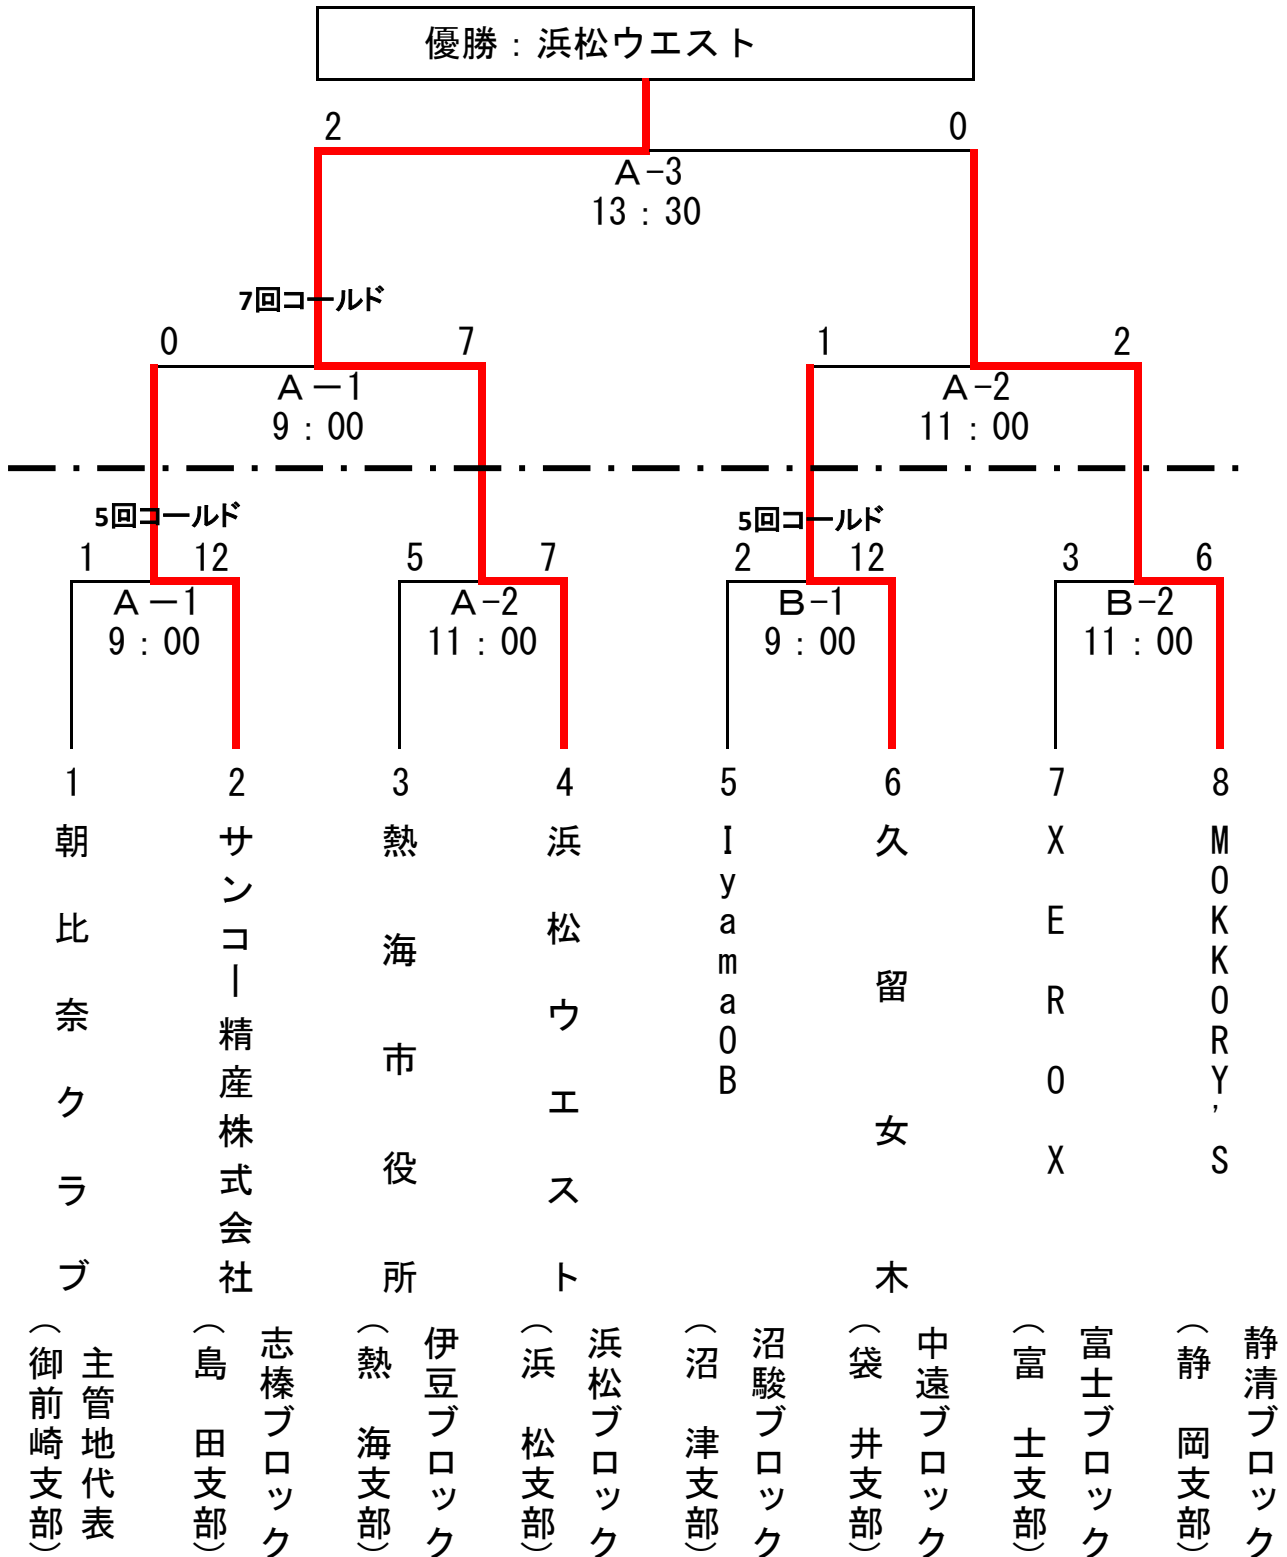 優勝：浜松ウエスト
2
0
A-3
13：30
7回コールド
0
7
1
2
A－1
9：00
A-2
11：00
5回コールド
5回コールド
1
12
5
7
2
12
3
6
A－1
9：00
A-2
11：00
B-1
9：00
B-2
11：00
1
2
3
4
5
6
7
8
朝比奈クラブ
サンコー精産株式会社
熱海市役所
浜松ウエスト
IyamaOB
久留女木
XEROX
MOKKORY'S
主管地代表
（御前崎支部）
志榛ブロック
（島田支部）
伊豆ブロック
（熱海支部）
浜松ブロック
（浜松支部）
沼駿ブロック
（沼津支部）
中遠ブロック
（袋井支部）
富士ブロック
（富士支部）
静清ブロック
（静岡支部）